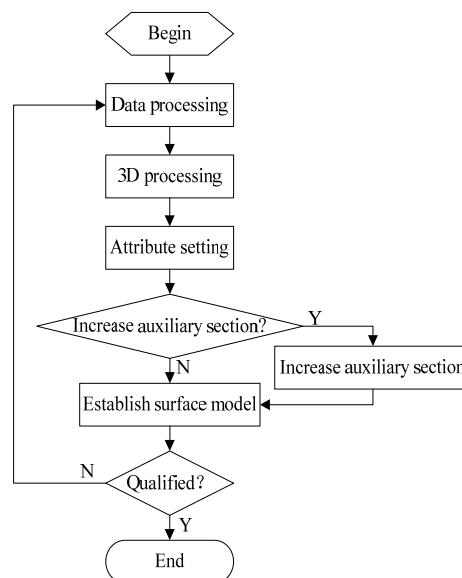 Begin
Data processing
3D processing
Attribute setting
Increase auxiliary section?
Y
N
Increase auxiliary section
Establish surface model
N
Qualified?
Y
End